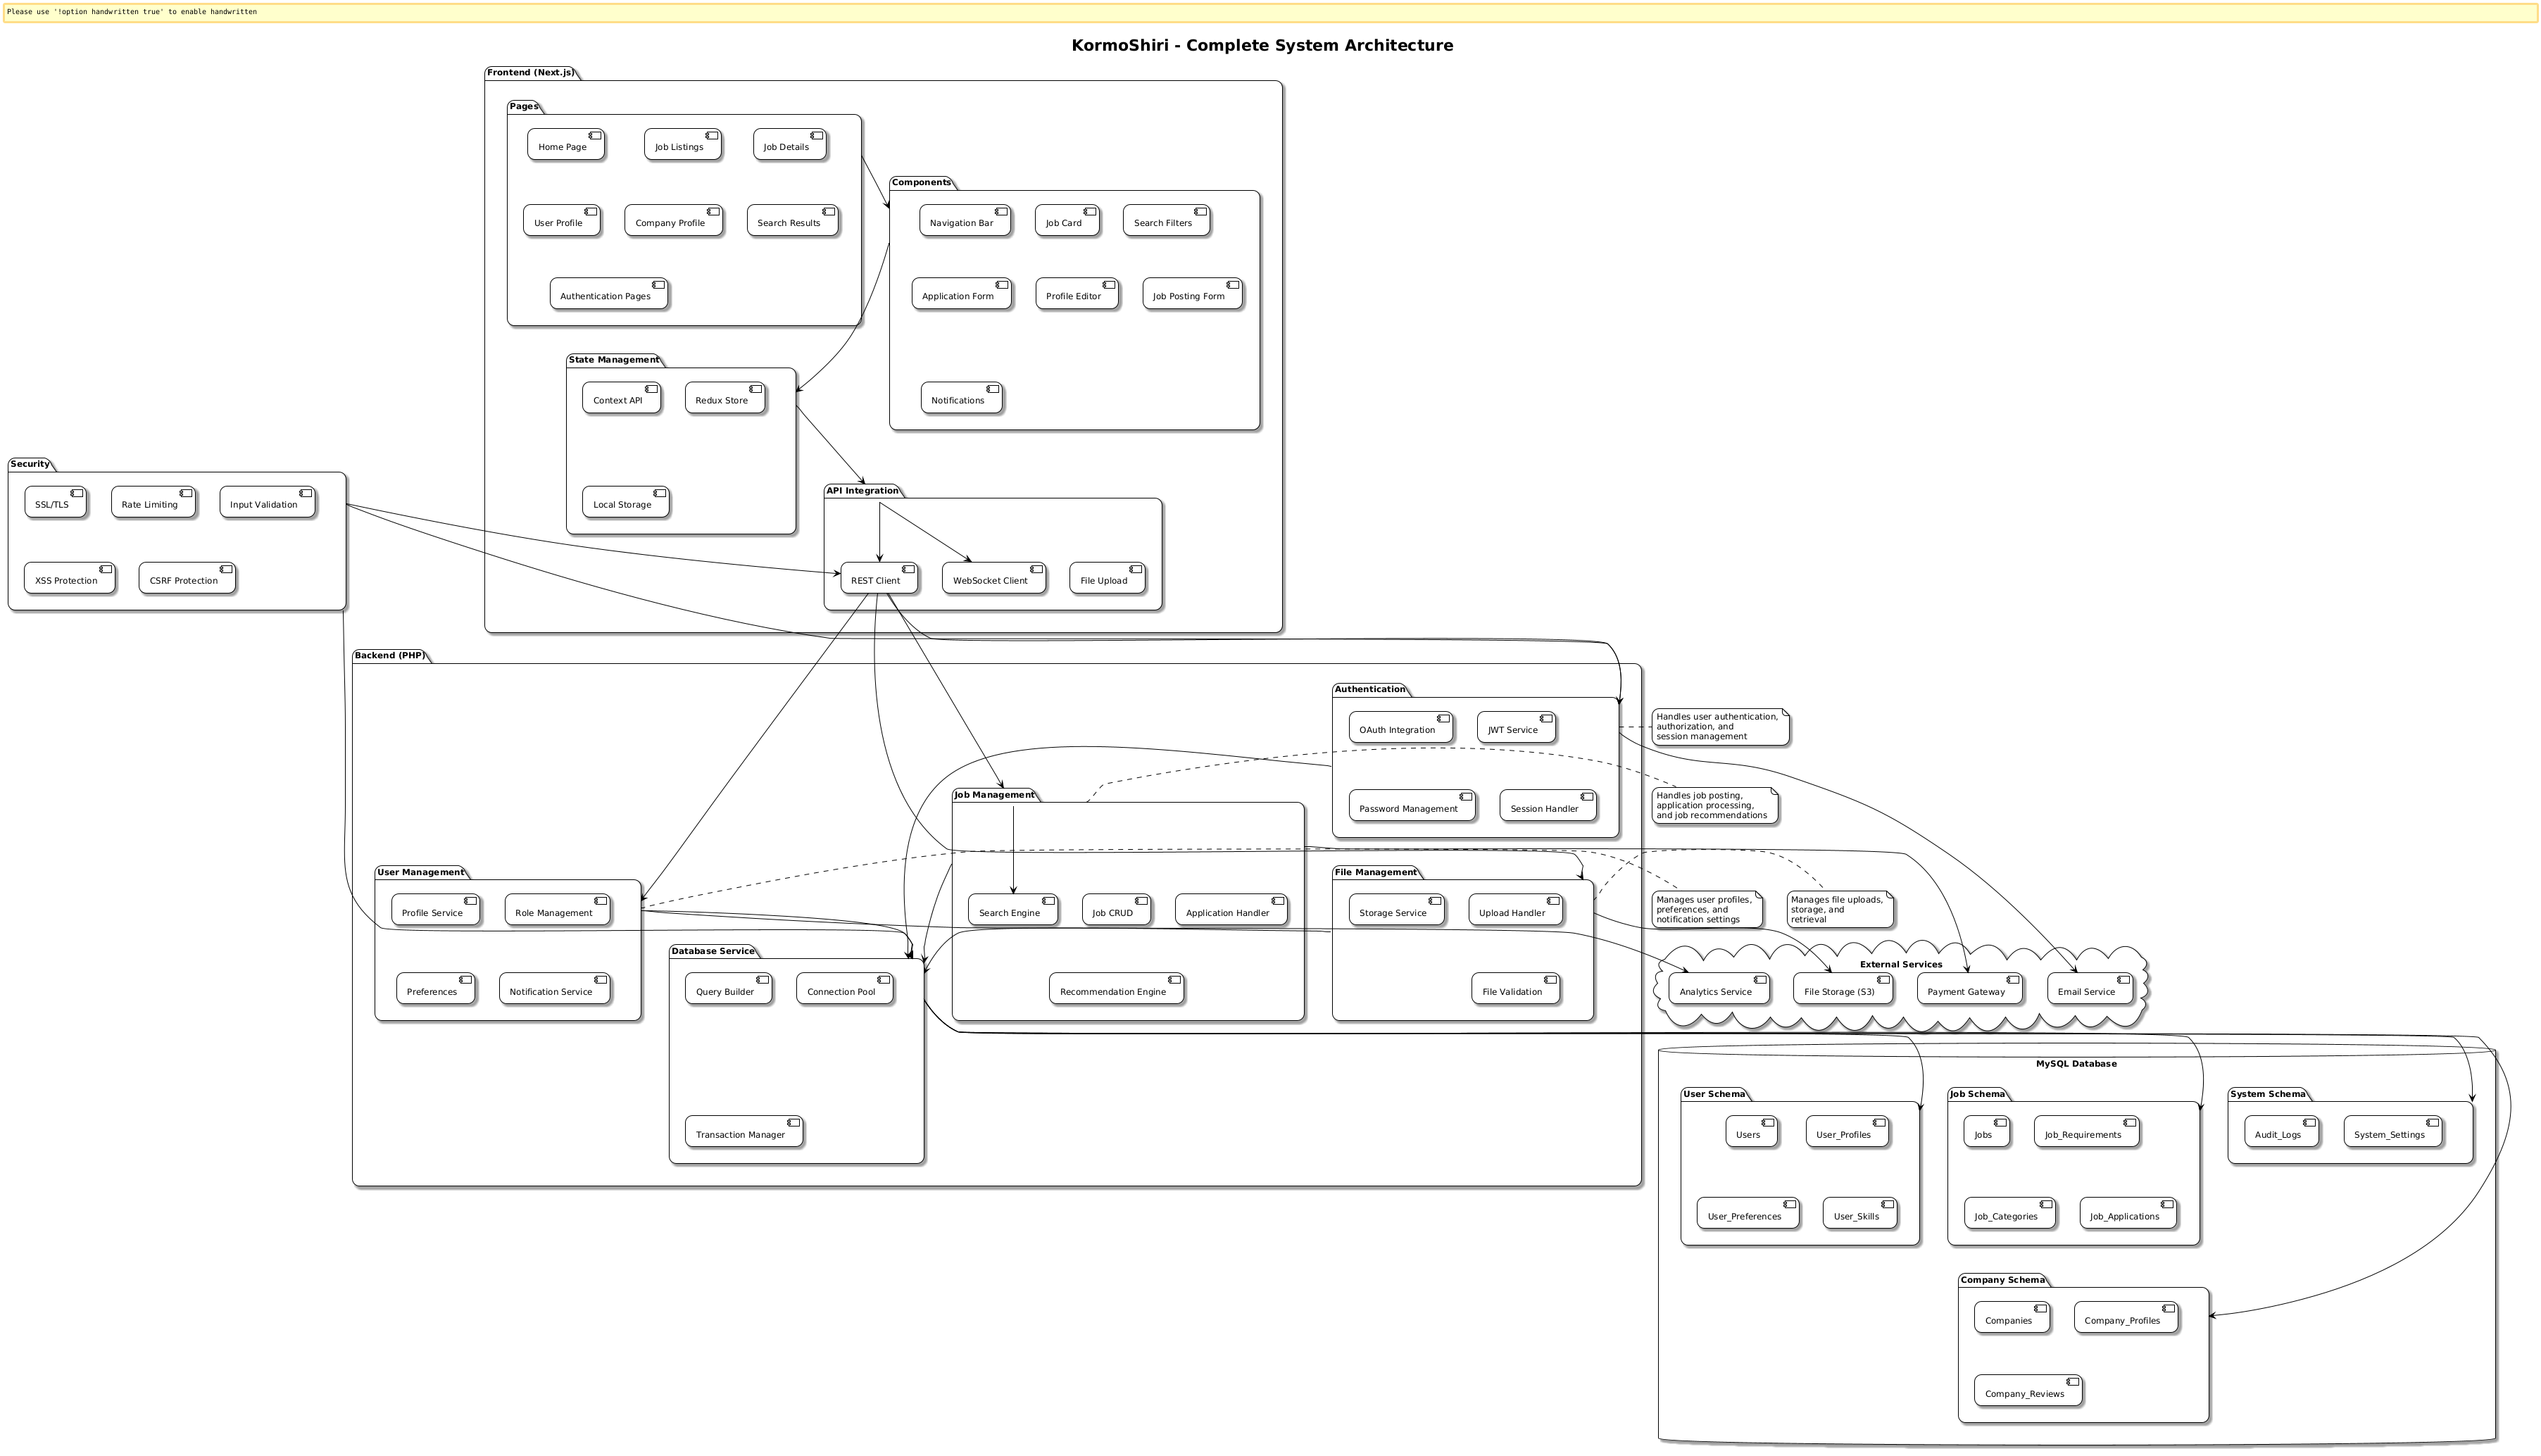 Please use '!option handwritten true' to enable handwritten
KormoShiri - Complete System Architecture
Frontend (Next.js)
Pages
Home Page
Job Listings
Job Details
User Profile
Company Profile
Search Results
Authentication Pages
Components
Navigation Bar
Job Card
Search Filters
Application Form
Profile Editor
Job Posting Form
Notifications
State Management
Context API
Redux Store
Local Storage
API Integration
REST Client
WebSocket Client
File Upload
Security
SSL/TLS
Rate Limiting
Input Validation
XSS Protection
CSRF Protection
Backend (PHP)
Authentication
OAuth Integration
JWT Service
Password Management
Session Handler
Handles user authentication,
authorization, and
session management
Job Management
Search Engine
Job CRUD
Application Handler
Recommendation Engine
Handles job posting,
application processing,
and job recommendations
User Management
Profile Service
Role Management
Preferences
Notification Service
File Management
Storage Service
Upload Handler
File Validation
Manages user profiles,
preferences, and
notification settings
Manages file uploads,
storage, and
retrieval
Database Service
Query Builder
Connection Pool
Transaction Manager
External Services
Analytics Service
File Storage (S3)
Payment Gateway
Email Service
MySQL Database
User Schema
Users
User_Profiles
User_Preferences
User_Skills
Job Schema
Jobs
Job_Requirements
Job_Categories
Job_Applications
System Schema
Audit_Logs
System_Settings
Company Schema
Companies
Company_Profiles
Company_Reviews